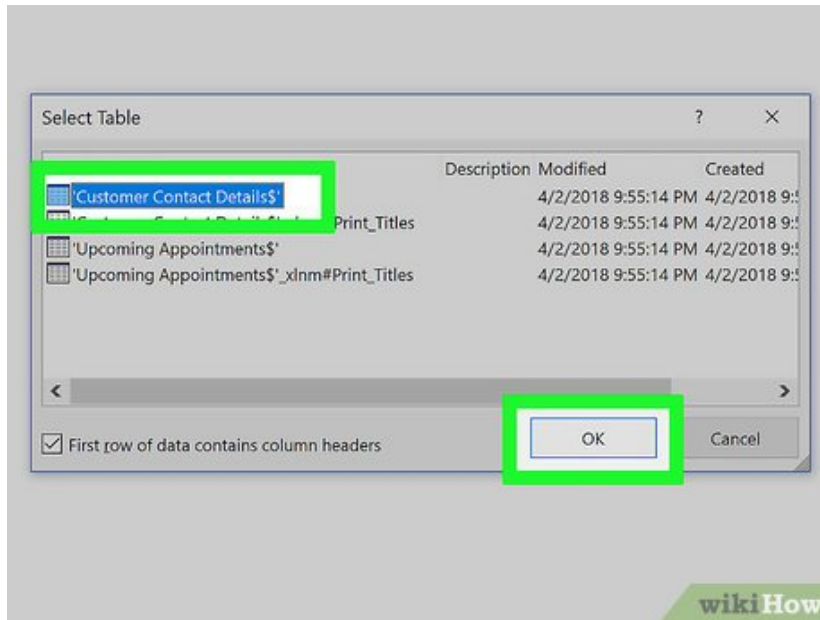 Select Table ? ×
Description Modified Created
'Customer Contact Details$' 4/2/2018 9:55:14 PM 4/2/2018 9:5
Print_Titles 4/2/2018 9:55:14 PM 4/2/2018 9:5
'Upcoming Appointments$' 4/2/2018 9:55:14 PM 4/2/2018 9:5
'Upcoming Appointments$'_xlnm#Print_Titles 4/2/2018 9:55:14 PM 4/2/2018 9:5
First row of data contains column headers
OK
Cancel
wikiHow